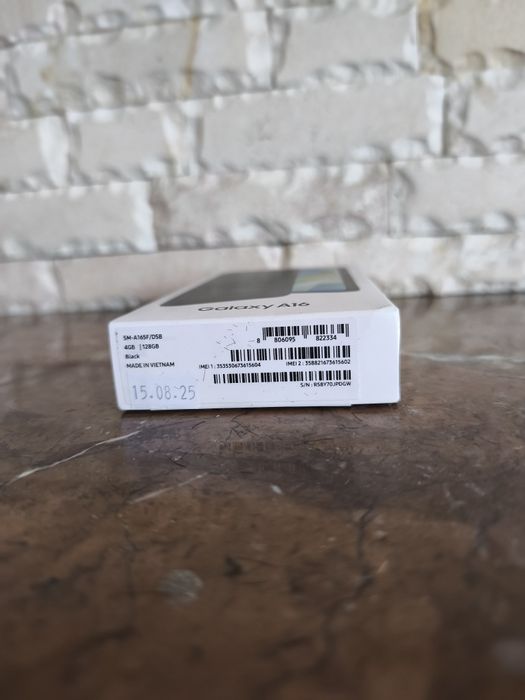 Galaxy A16
SM-A165F/DSB
4GB | 128GB
Black
MADE IN VIETNAM
8 806095 822334
IMEI 1 : 353530673615604
IMEI 2 : 358821673615602
S/N : R58Y70JPDGW
15.08.25